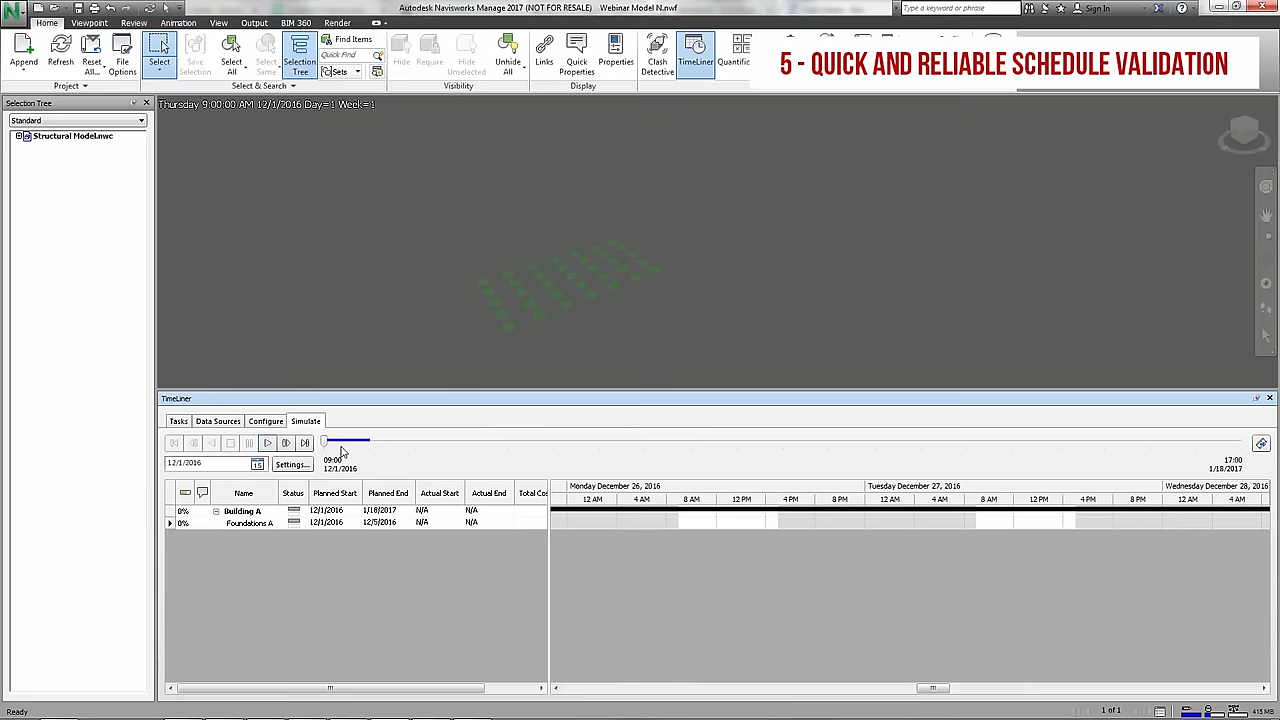 Autodesk Navisworks Manage 2017 (NOT FOR RESALE) Webinar Model N.nwf
Type a keyword or phrase
Sign In
Home Viewpoint Review Animation View Output BIM 360 Render
Append
Refresh
Reset All...
File Options
Project
Select
Save Selection
Select All
Select Same
Selection Tree
Find Items
Quick Find
Sets
Select & Search
Hide
Require
Hide Unselected
Unhide All
Visibility
Links
Quick Properties
Properties
Display
Clash Detective
TimeLiner
Quantific
5 - QUICK AND RELIABLE SCHEDULE VALIDATION
Selection Tree
Standard
Structural Model.nwc
Thursday 9:00:00 AM 12/1/2016 Day=1 Week=1
TimeLiner
Tasks Data Sources Configure Simulate
12/1/2016
15
Settings...
09:00
12/1/2016
17:00
1/18/2017
Name Status Planned Start Planned End Actual Start Actual End Total Cos
0% Building A 12/1/2016 1/18/2017 N/A N/A
0% Foundations A 12/1/2016 12/5/2016 N/A N/A
Monday December 26, 2016 Tuesday December 27, 2016 Wednesday December 28, 2016
12 AM 4 AM 8 AM 12 PM 4 PM 8 PM 12 AM 4 AM 8 AM 12 PM 4 PM 8 PM 12 AM 4 AM
Ready
1 of 1
415 MB